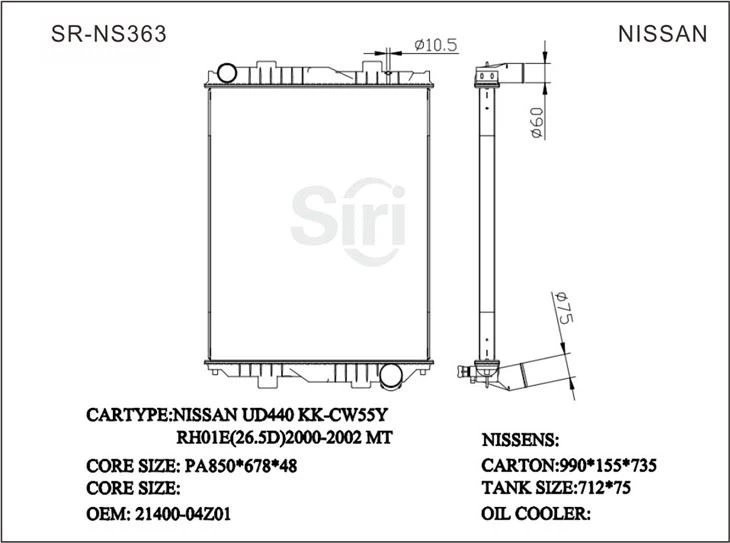 SR-NS363
NISSAN
Ø10.5
Ø60
Siri
Ø75
CARTYPE:NISSAN UD440 KK-CW55Y
RH01E(26.5D)2000-2002 MT
CORE SIZE: PA850*678*48
CORE SIZE:
OEM: 21400-04Z01
NISSENS:
CARTON:990*155*735
TANK SIZE:712*75
OIL COOLER: